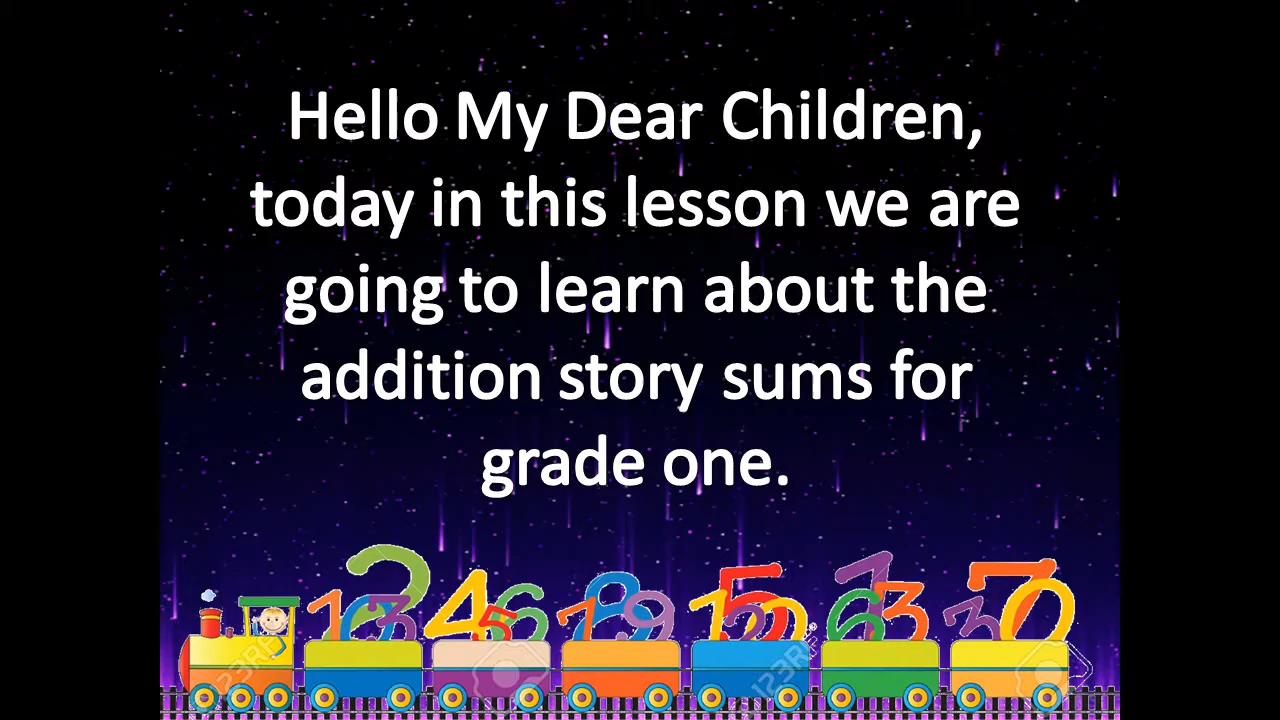 Hello My Dear Children,
today in this lesson we are
going to learn about the
addition story sums for
grade one.